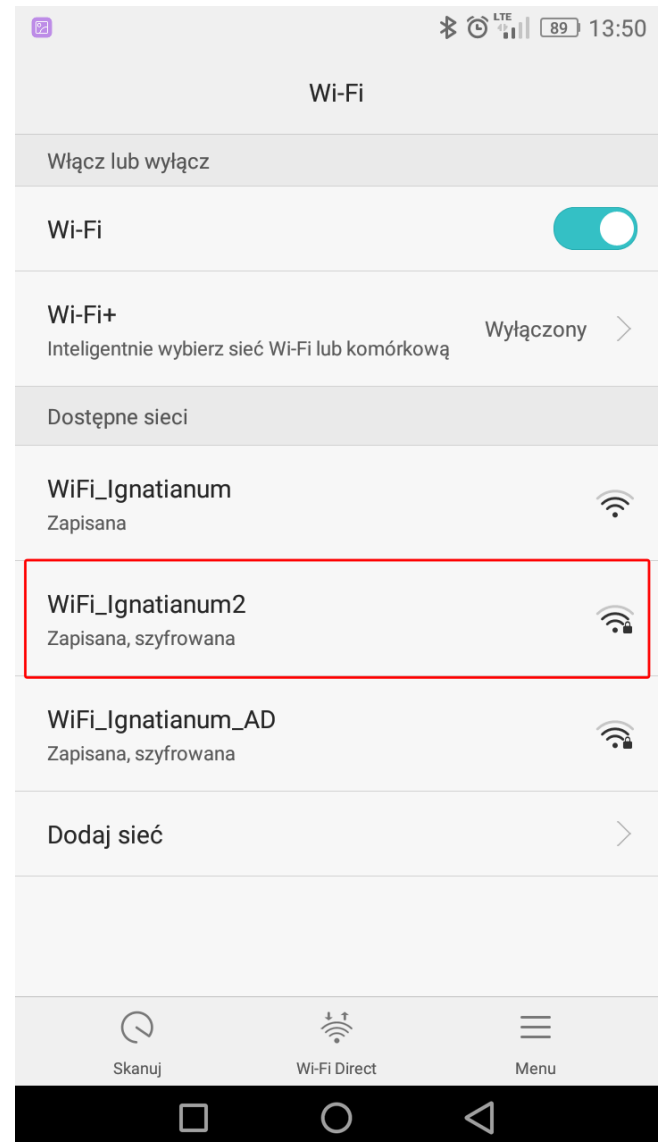 LTE 89 13:50
Wi-Fi
Włącz lub wyłącz
Wi-Fi
Wi-Fi+
Inteligentnie wybierz sieć Wi-Fi lub komórkową
Wyłączony
Dostępne sieci
WiFi_Ignatianum
Zapisana
WiFi_Ignatianum2
Zapisana, szyfrowana
WiFi_Ignatianum_AD
Zapisana, szyfrowana
Dodaj sieć
Skanuj
Wi-Fi Direct
Menu